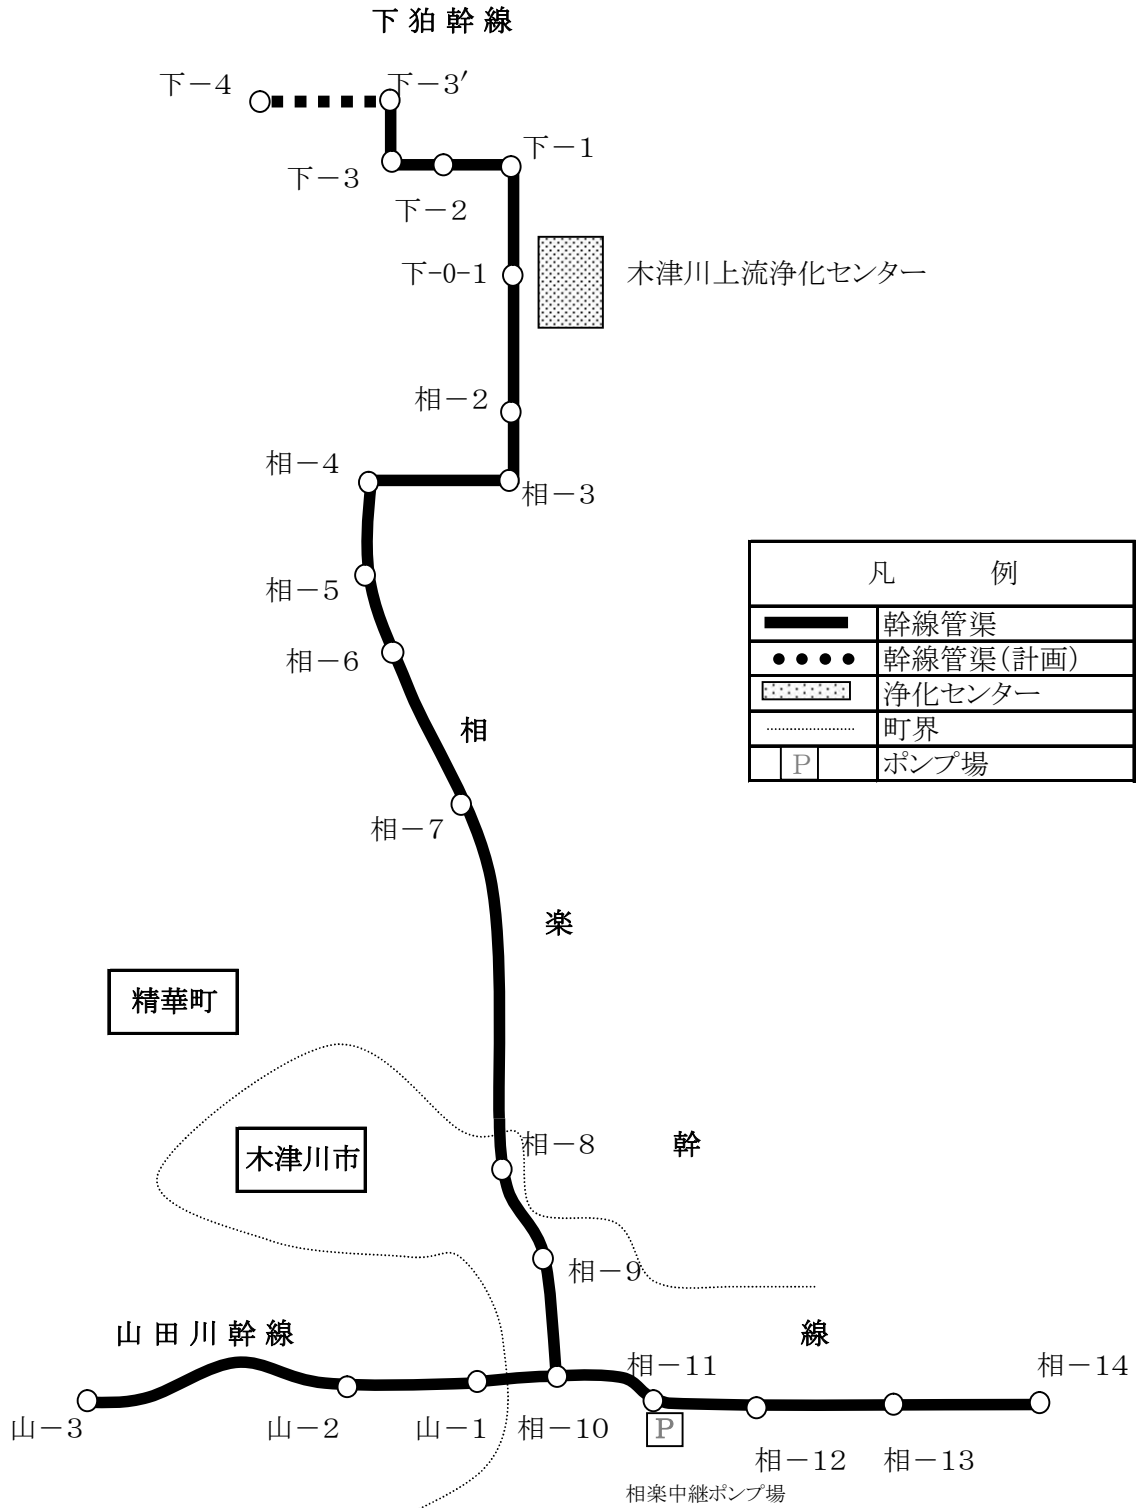 下狛幹線
下－4
下－3′
下－3
下－2
下－1
下-0-1
木津川上流浄化センター
相－2
相－4
相－3
相－5
相－6
凡 例
幹線管渠
幹線管渠（計画）
浄化センター
町界
P ポンプ場
相
相－7
楽
精華町
木津川市
相－8
幹
相－9
山田川幹線
線
相－11
相－14
山－3
山－2
山－1
相－10
P
相－12
相－13
相楽中継ポンプ場